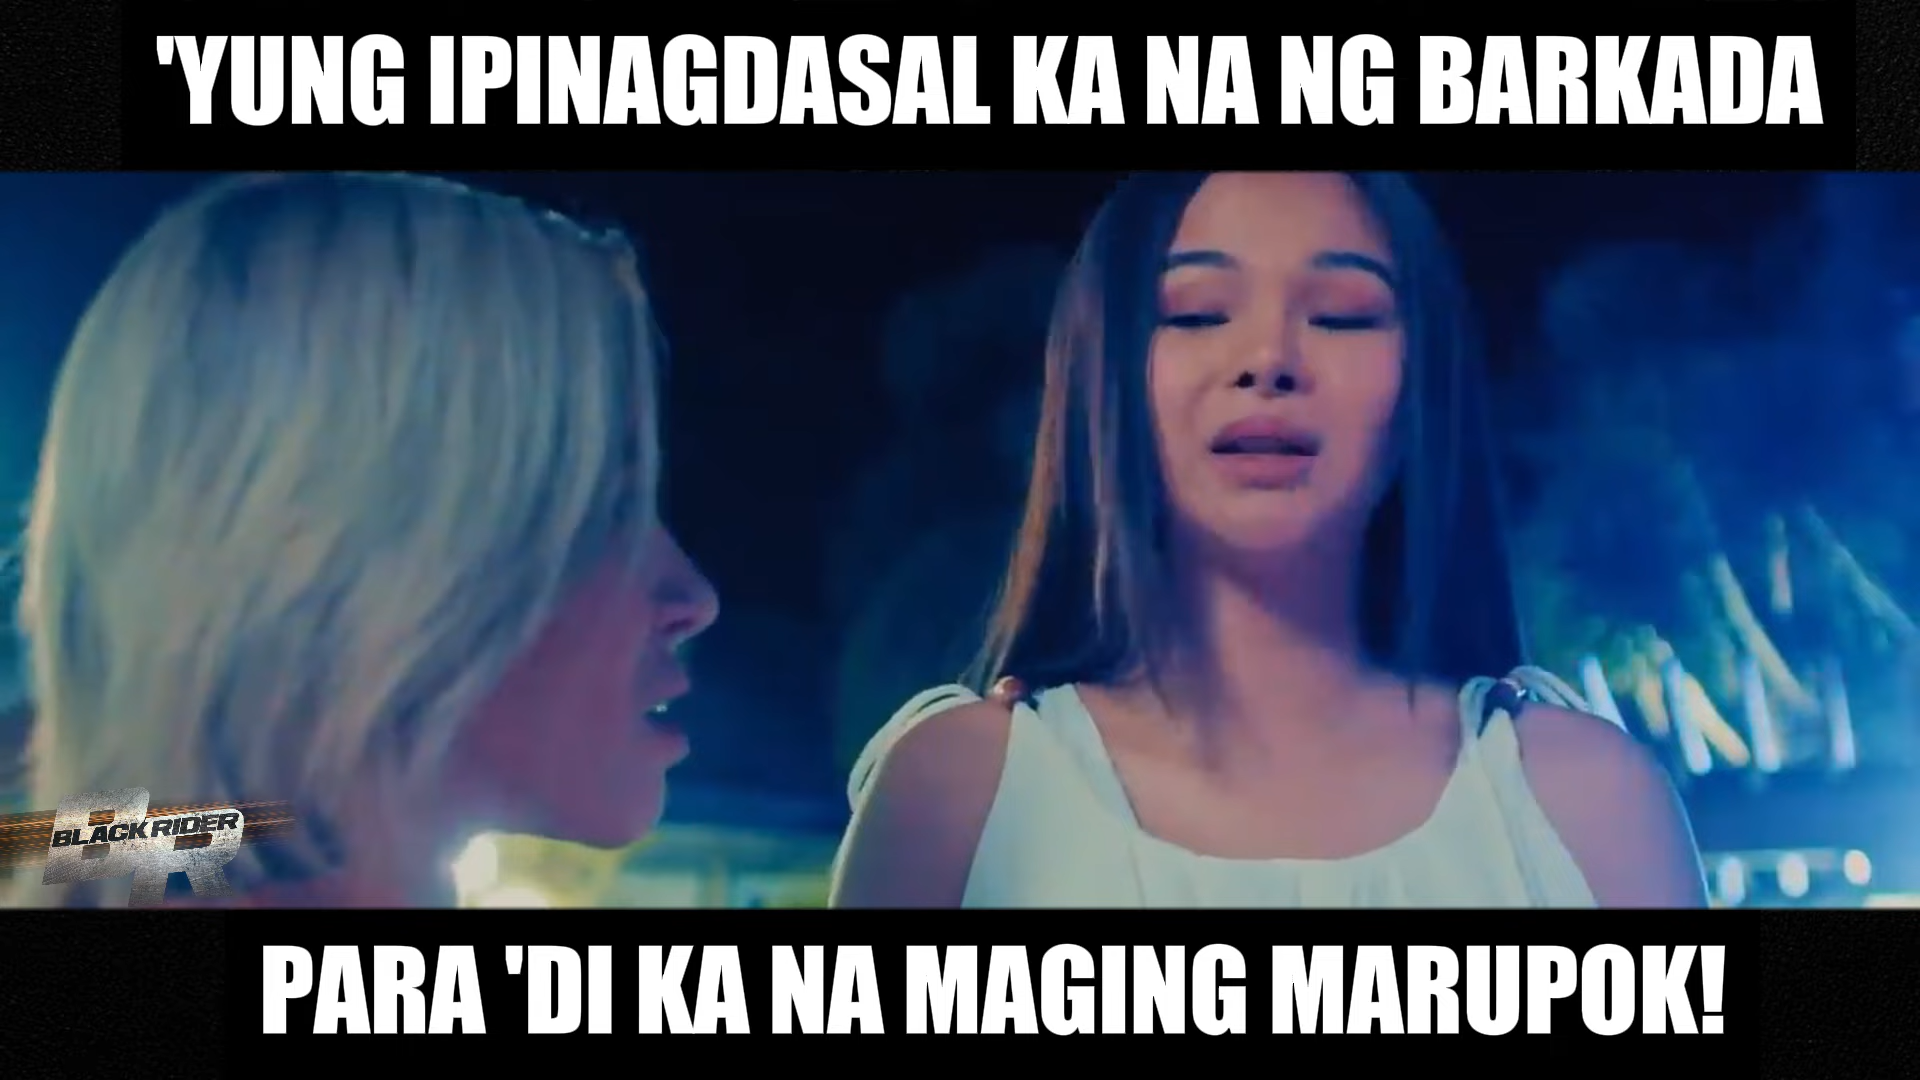 'YUNG IPINAGDASAL KA NA NG BARKADA
BLACK RIDER
BR
PARA 'DI KA NA MAGING MARUPOK!